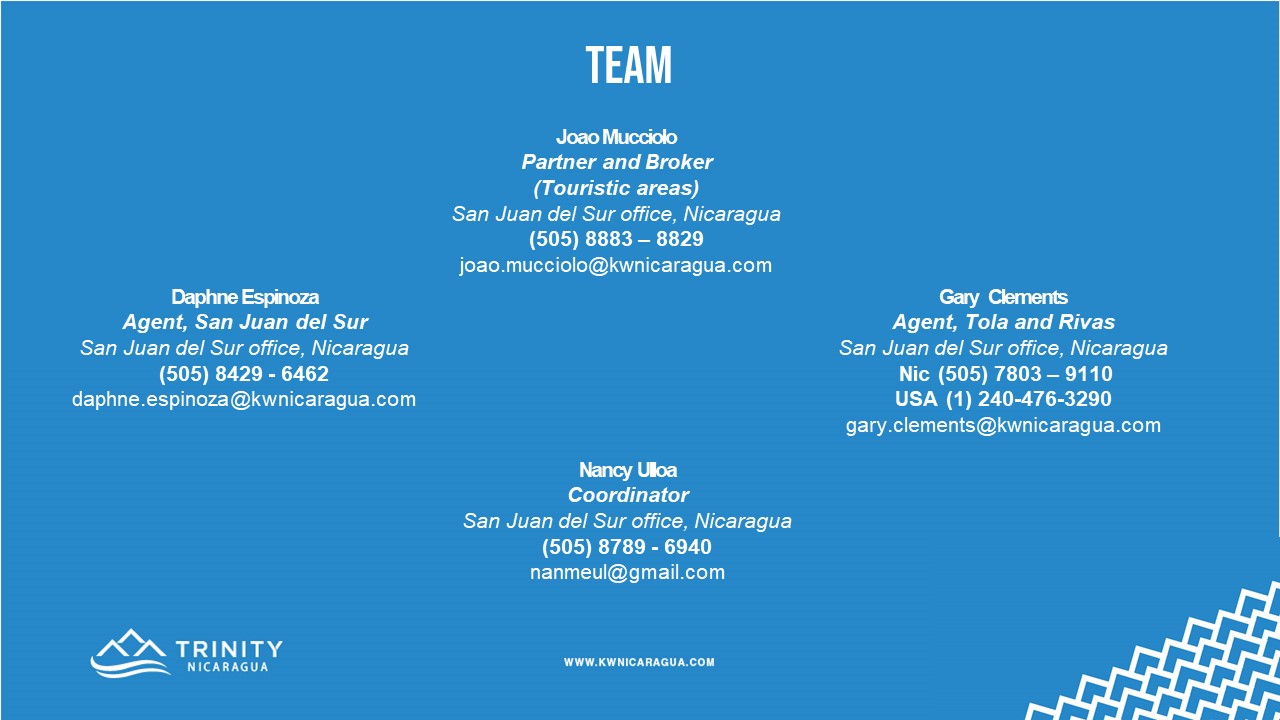 TEAM
Joao Mucciolo
Partner and Broker
(Touristic areas)
San Juan del Sur office, Nicaragua
(505) 8883 – 8829
joao.mucciolo@kwnicaragua.com
Daphne Espinoza
Agent, San Juan del Sur
San Juan del Sur office, Nicaragua
(505) 8429 - 6462
daphne.espinoza@kwnicaragua.com
Gary Clements
Agent, Tola and Rivas
San Juan del Sur office, Nicaragua
Nic (505) 7803 – 9110
USA (1) 240-476-3290
gary.clements@kwnicaragua.com
Nancy Ulloa
Coordinator
San Juan del Sur office, Nicaragua
(505) 8789 - 6940
nanmeul@gmail.com
TRINITY
NICARAGUA
WWW.KWNICARAGUA.COM